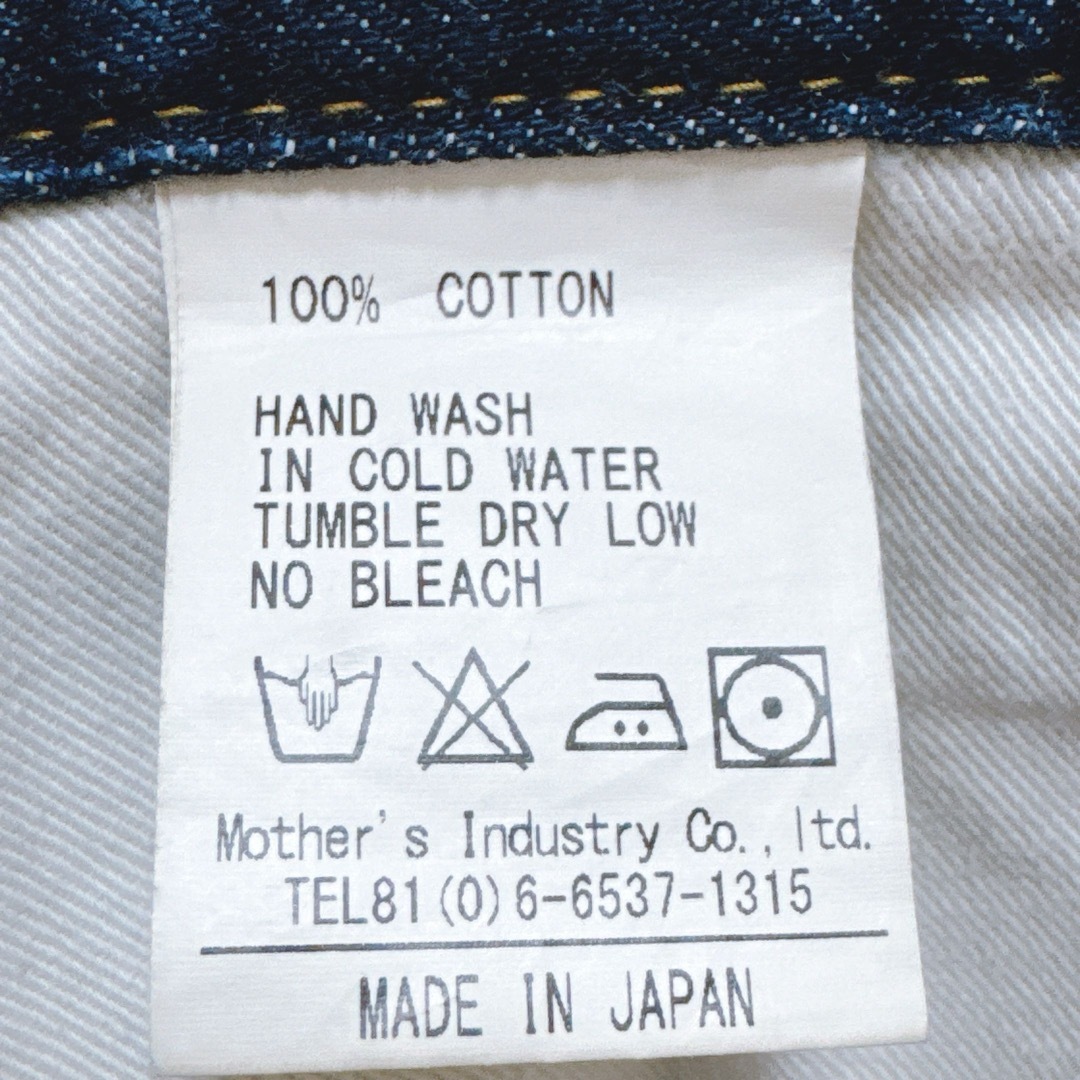 100% COTTON
HAND WASH
IN COLD WATER
TUMBLE DRY LOW
NO BLEACH
Mother's Industry Co., ltd.
TEL81(0)6-6537-1315
MADE IN JAPAN